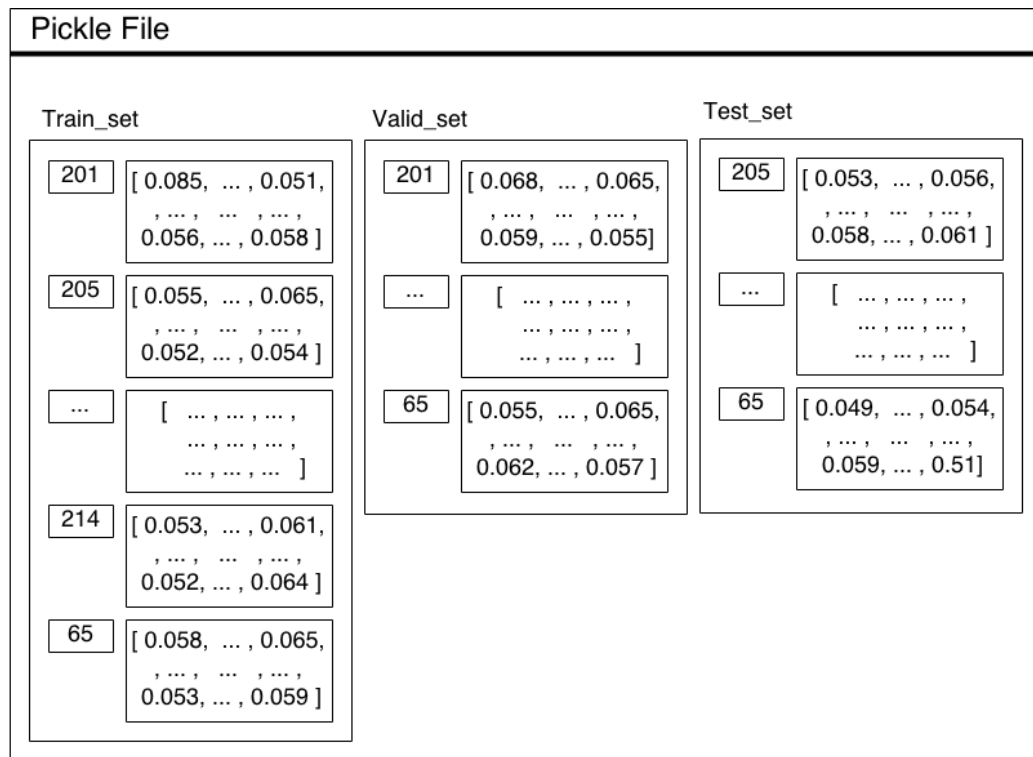 Pickle File
Train_set
201
[ 0.085, ... , 0.051,
, ... , ... , ... ,
0.056, ... , 0.058 ]
205
[ 0.055, ... , 0.065,
, ... , ... , ... ,
0.052, ... , 0.054 ]
...
[ ... , ... , ... ,
... , ... , ... ,
... , ... , ... ]
214
[ 0.053, ... , 0.061,
, ... , ... , ... ,
0.052, ... , 0.064 ]
65
[ 0.058, ... , 0.065,
, ... , ... , ... ,
0.053, ... , 0.059 ]
Valid_set
201
[ 0.068, ... , 0.065,
, ... , ... , ... ,
0.059, ... , 0.055]
...
[ ... , ... , ... ,
... , ... , ... ,
... , ... , ... ]
65
[ 0.055, ... , 0.065,
, ... , ... , ... ,
0.062, ... , 0.057 ]
Test_set
205
[ 0.053, ... , 0.056,
, ... , ... , ... ,
0.058, ... , 0.061 ]
...
[ ... , ... , ... ,
... , ... , ... ,
... , ... , ... ]
65
[ 0.049, ... , 0.054,
, ... , ... , ... ,
0.059, ... , 0.51]